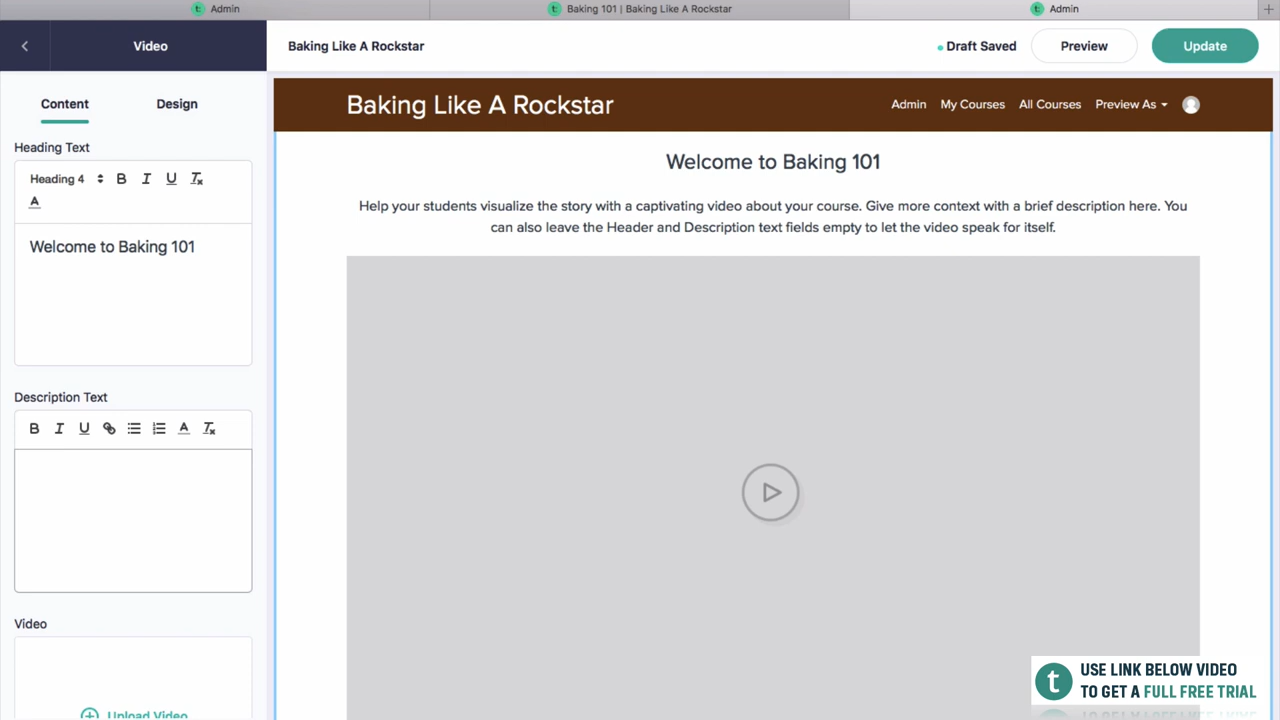 Admin
Baking 101 | Baking Like A Rockstar
Admin
Video
Baking Like A Rockstar
Draft Saved
Preview
Update
Content
Design
Baking Like A Rockstar
Admin
My Courses
All Courses
Preview As
Heading Text
Heading 4
B I U Tx
A
Welcome to Baking 101
Welcome to Baking 101
Help your students visualize the story with a captivating video about your course. Give more context with a brief description here. You
can also leave the Header and Description text fields empty to let the video speak for itself.
Description Text
B I U A Tx
Video
Upload Video
t
USE LINK BELOW VIDEO
TO GET A FULL FREE TRIAL